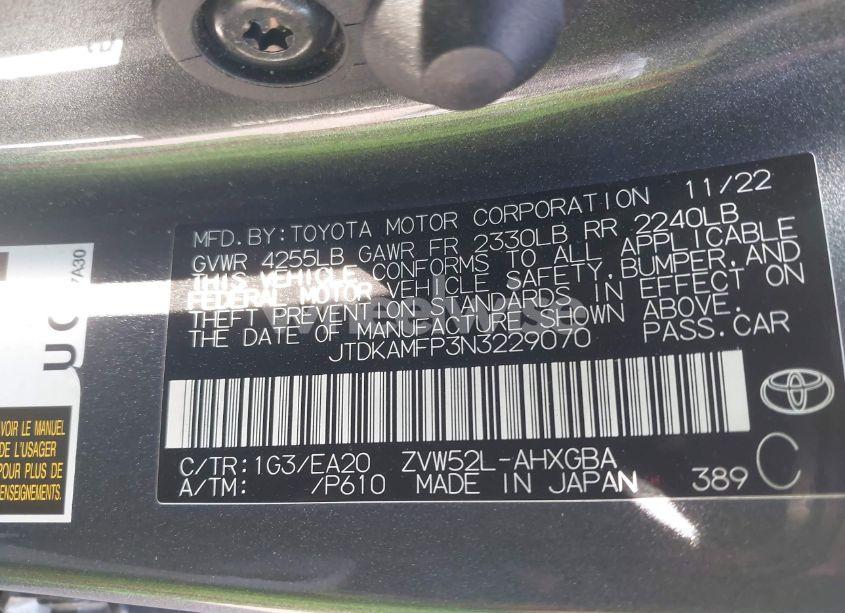 MFD. BY: TOYOTA MOTOR CORPORATION 11/22
GVWR 4255LB GAWR FR 2330LB RR 2240LB
THIS VEHICLE CONFORMS TO ALL APPLICABLE
FEDERAL MOTOR VEHICLE SAFETY, BUMPER, AND
THEFT PREVENTION STANDARDS IN EFFECT ON
THE DATE OF MANUFACTURE SHOWN ABOVE.
JTDKAMFP3N3229070 PASS. CAR
C/TR: 1G3/EA20 ZVW52L-AHXGBA
A/TM: /P610 MADE IN JAPAN 389 C
7A30
VOIR LE MANUEL
DE L'USAGER
POUR PLUS DE
RENSEIGNEMENTS.